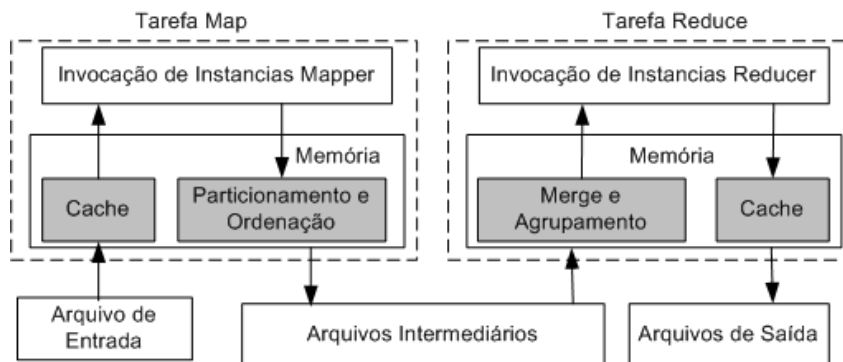 Tarefa Map
Tarefa Reduce
Invocação de Instancias Mapper
Invocação de Instancias Reducer
Memória
Memória
Cache
Particionamento e
Ordenação
Merge e
Agrupamento
Cache
Arquivo de
Entrada
Arquivos Intermediários
Arquivos de Saída